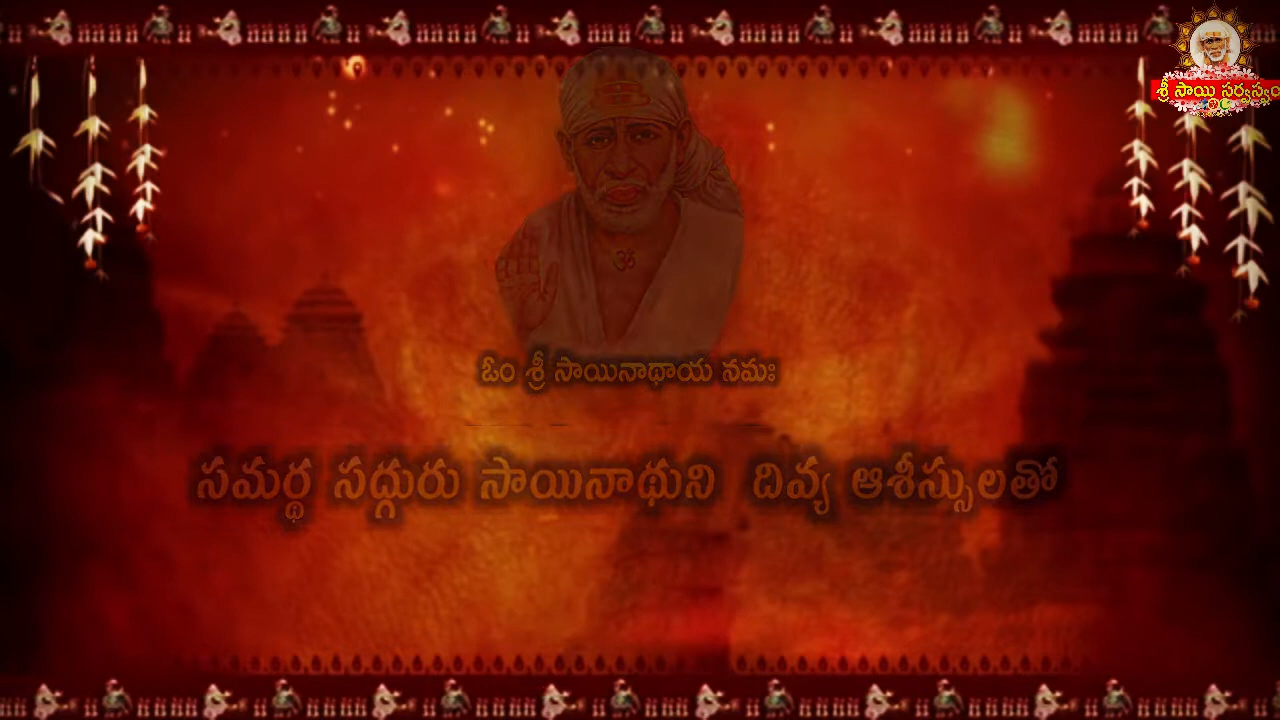 శ్రీ సాయి సర్వస్వం
ఓం శ్రీ సాయినాథాయ నమః
సమర్థ సద్గురు సాయినాథుని దివ్య ఆశీస్సులతో